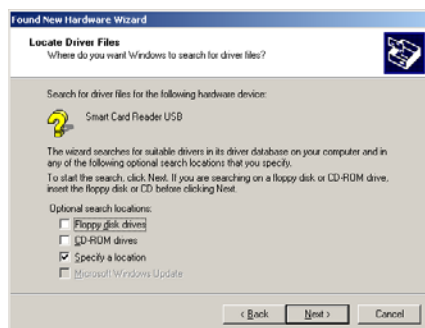 Found New Hardware Wizard
Locate Driver Files
Where do you want Windows to search for driver files?
Search for driver files for the following hardware device:
Smart Card Reader USB
The wizard searches for suitable drivers in its driver database on your computer and in
any of the following optional search locations that you specify.
To start the search, click Next. If you are searching on a floppy disk or CD-ROM drive,
insert the floppy disk or CD before clicking Next.
Optional search locations:
Floppy disk drives
CD-ROM drives
Specify a location
Microsoft Windows Update
< Back Next > Cancel